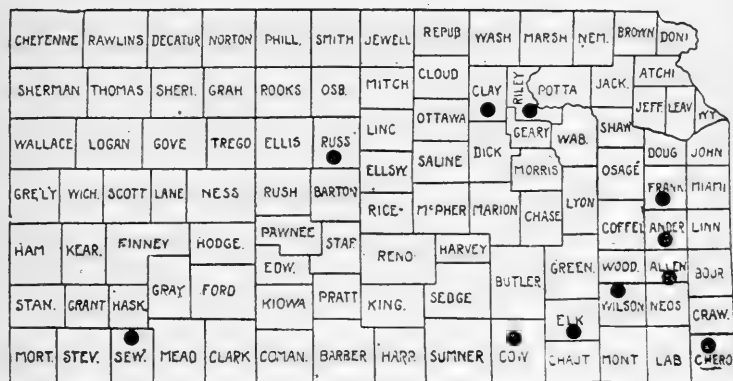 CHEYENNE RAWLINS DECATUR NORTON PHILL. SMITH JEWELL REPUB WASH MARSH NEM. BROWN DONI
SHERMAN THOMAS SHERI. GRAH ROOKS OSB. MITCH CLOUD CLAY RILEY POTTA JACK. ATCHI
JEFF. LEAV WY
WALLACE LOGAN GOVE TREGO ELLIS RUSS LINC OTTAWA GEARY WAB. SHAW DOUG JOHN
GRE'LY WICH. SCOTT LANE NESS RUSH BARTON ELLSW. SALINE DICK MORRIS OSAGE FRANK MIAMI
RICE- McPHER MARION CHASE LYON COFFEL ANDER LINN
HAM KEAR. FINNEY HODGE. PAWNEE STAF. RENO HARVEY
EDW. BUTLER GREEN. WOOD. ALLEN BOUR
STAN. GRANT HASK. GRAY FORD KIOWA PRATT KING. SEDGE ELK WILSON NEOS CRAW.
MORT. STEV. SEW. MEAD CLARK COMAN. BARBER HARP. SUMNER COW CHAUT MONT LAB CHERO